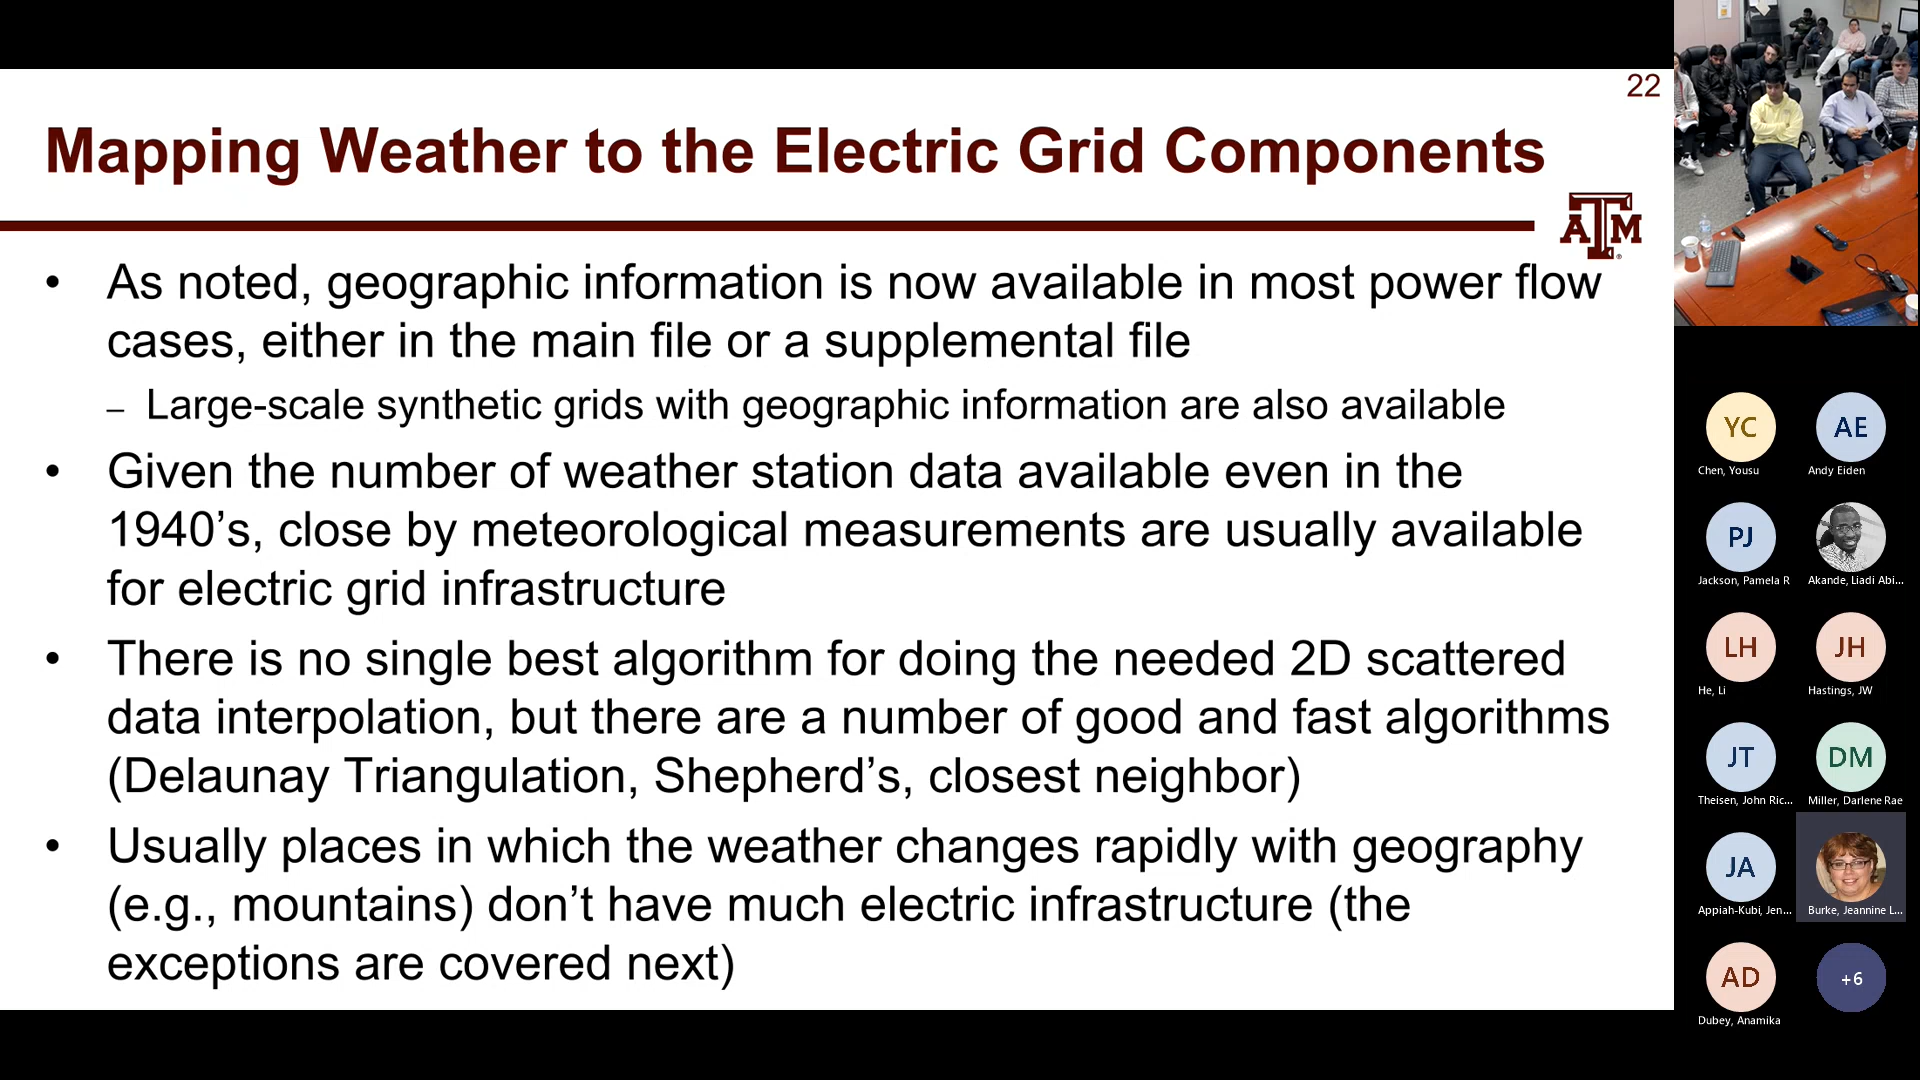 22
Mapping Weather to the Electric Grid Components
ATM
• As noted, geographic information is now available in most power flow
cases, either in the main file or a supplemental file
– Large-scale synthetic grids with geographic information are also available
• Given the number of weather station data available even in the
1940’s, close by meteorological measurements are usually available
for electric grid infrastructure
• There is no single best algorithm for doing the needed 2D scattered
data interpolation, but there are a number of good and fast algorithms
(Delaunay Triangulation, Shepherd’s, closest neighbor)
• Usually places in which the weather changes rapidly with geography
(e.g., mountains) don’t have much electric infrastructure (the
exceptions are covered next)
YC
Chen, Yousu
AE
Andy Eiden
PJ
Jackson, Pamela R
Akande, Liadi Abi...
LH
He, Li
JH
Hastings, JW
JT
Theisen, John Ric...
DM
Miller, Darlene Rae
JA
Appiah-Kubi, Jen...
Burke, Jeannine L...
AD
Dubey, Anamika
+6